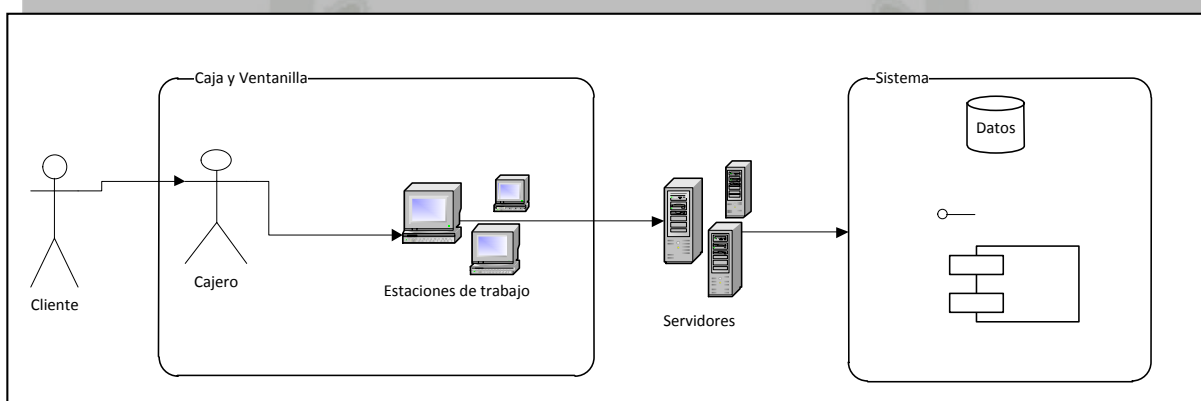 Caja y Ventanilla
Sistema
Datos
Cajero
Estaciones de trabajo
Cliente
Servidores